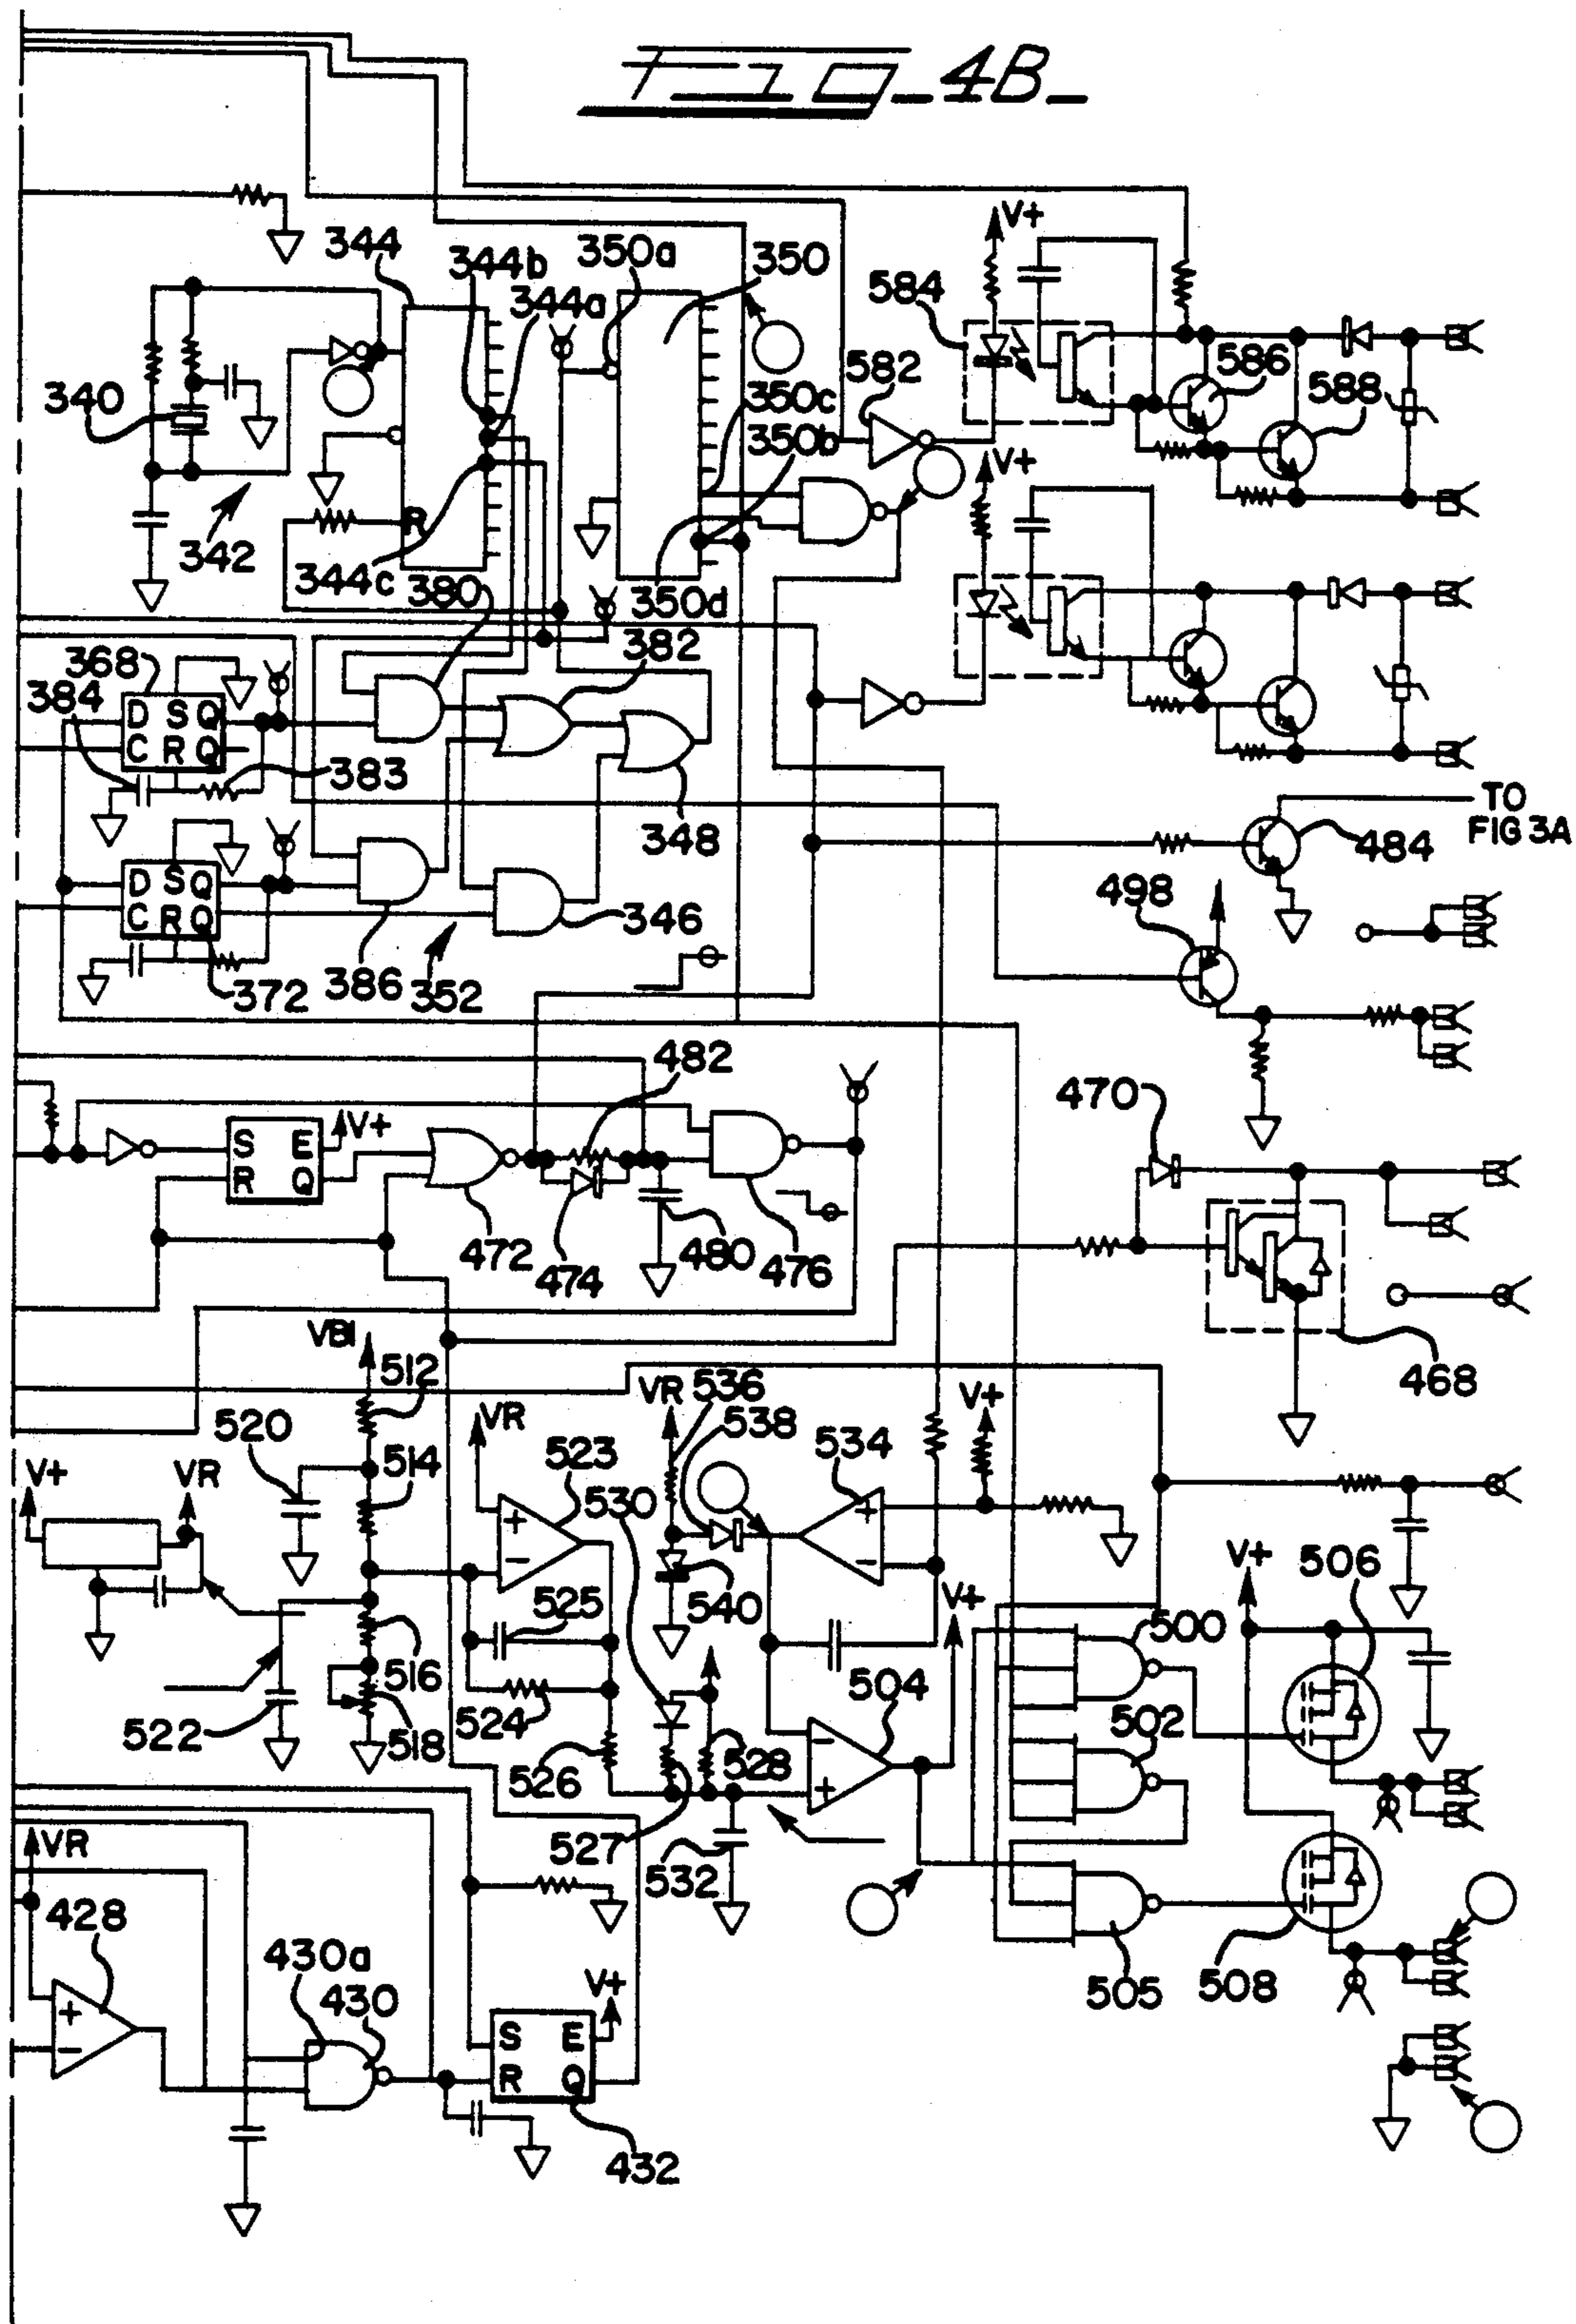 FIG_4B_
344
344b
350a
350
V+
344a
584
582
586
340
350c
588
350b
V+
R
342
344c
380
350d
382
368
384
D S Q
C R Q
383
TO
FIG 3A
348
484
D S Q
C R Q
498
346
372
386
352
482
470
S E
R Q
V+
472
474
480
476
VB1
512
VR
536
V+
468
520
VR
538
534
514
523
V+
VR
530
+
-
+
-
V+
506
540
V+
525
500
516
504
522
518
524
502
526
528
-
+
527
532
VR
428
430a
430
V+
505
508
+
-
S E
R Q
432